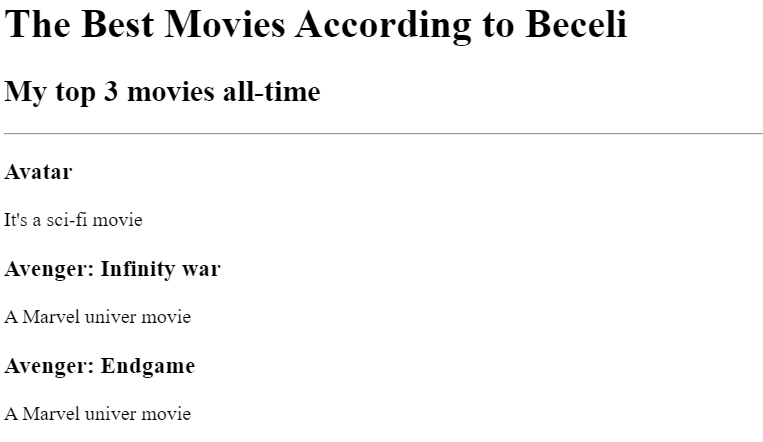 The Best Movies According to Beceli
My top 3 movies all-time
Avatar
It's a sci-fi movie
Avenger: Infinity war
A Marvel univer movie
Avenger: Endgame
A Marvel univer movie